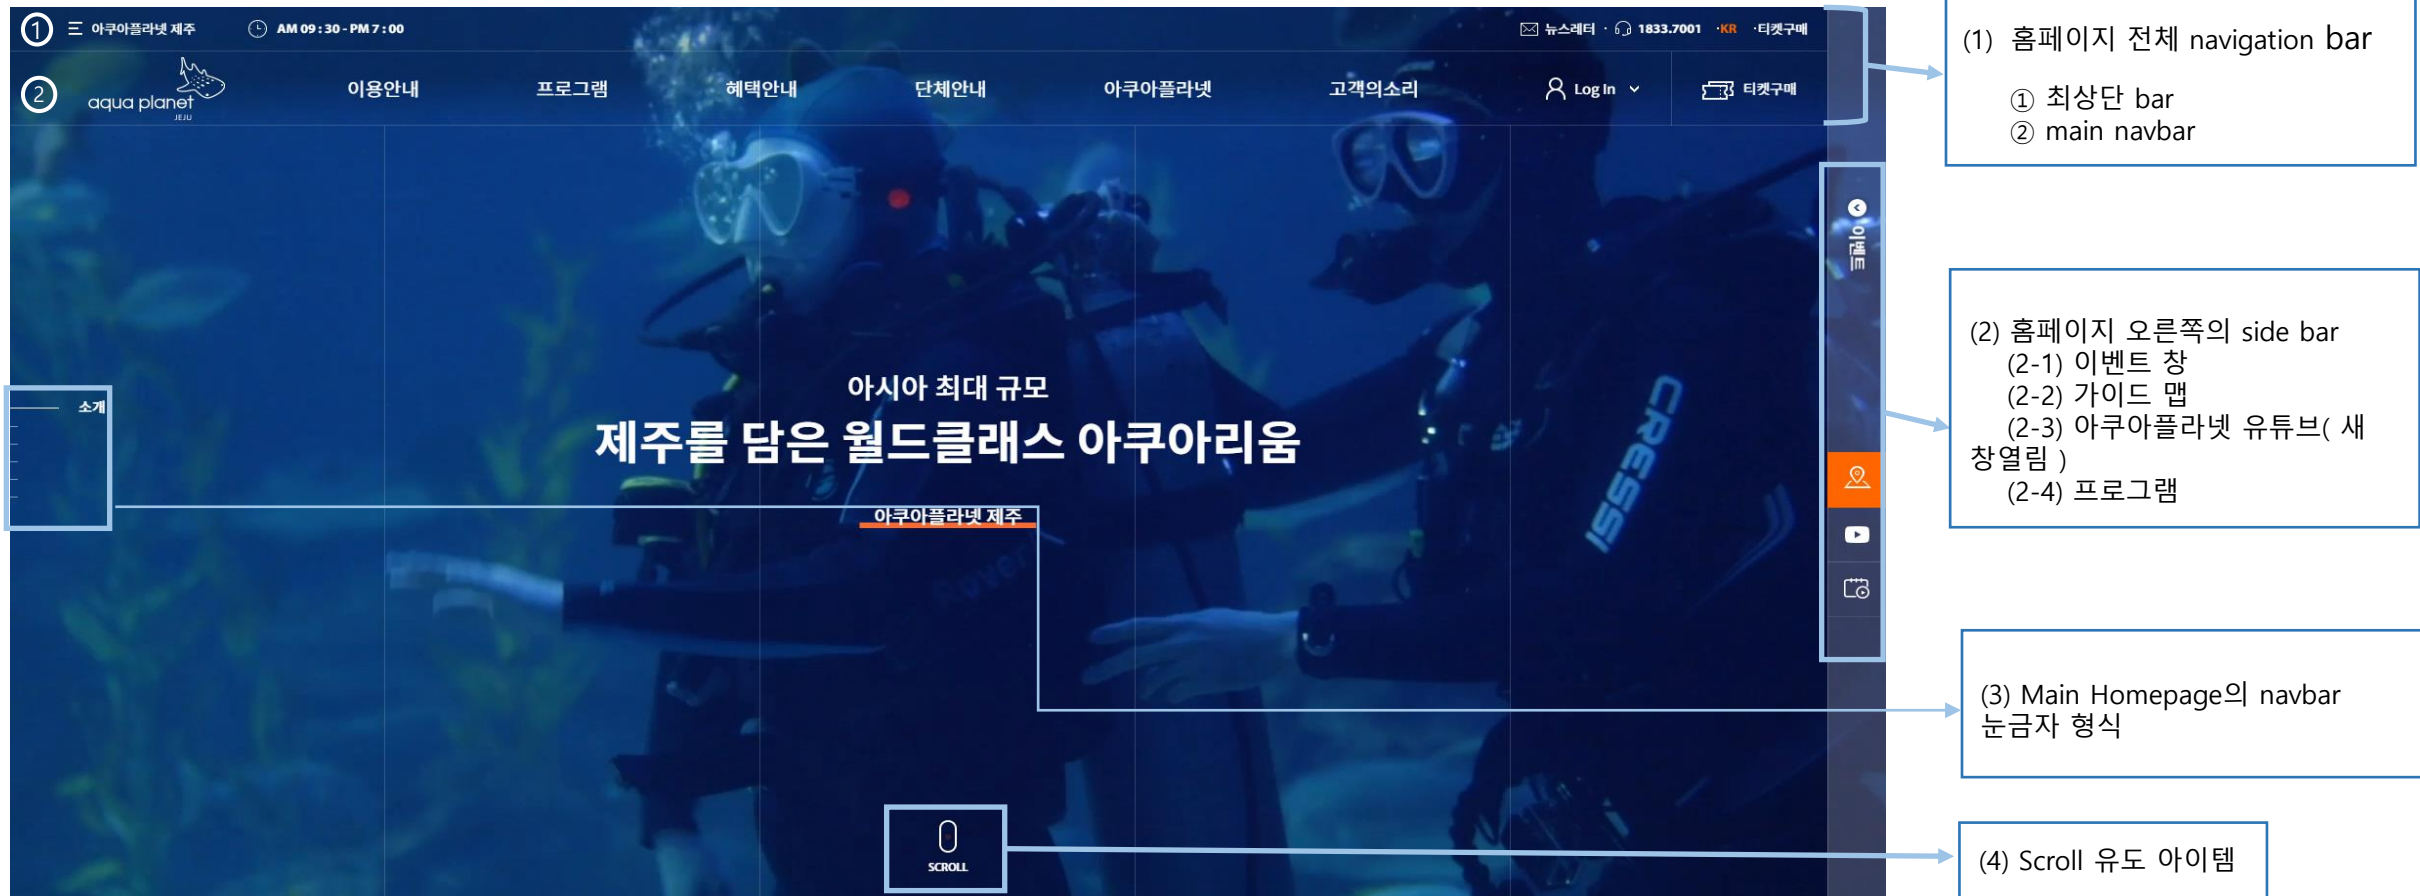 ① 아쿠아플라넷 제주 AM 09 : 30 - PM 7 : 00 뉴스레터 · 1833.7001 ·KR ·티켓구매
② aqua planet 이용안내 프로그램 혜택안내 단체안내 아쿠아플라넷 고객의소리 Log In 티켓구매
JEJU
이벤트
소개
아시아 최대 규모
제주를 담은 월드클래스 아쿠아리움
아쿠아플라넷 제주
CRESSI
SCROLL
(1) 홈페이지 전체 navigation bar
① 최상단 bar
② main navbar
(2) 홈페이지 오른쪽의 side bar
(2-1) 이벤트 창
(2-2) 가이드 맵
(2-3) 아쿠아플라넷 유튜브( 새
창열림 )
(2-4) 프로그램
(3) Main Homepage의 navbar
눈금자 형식
(4) Scroll 유도 아이템